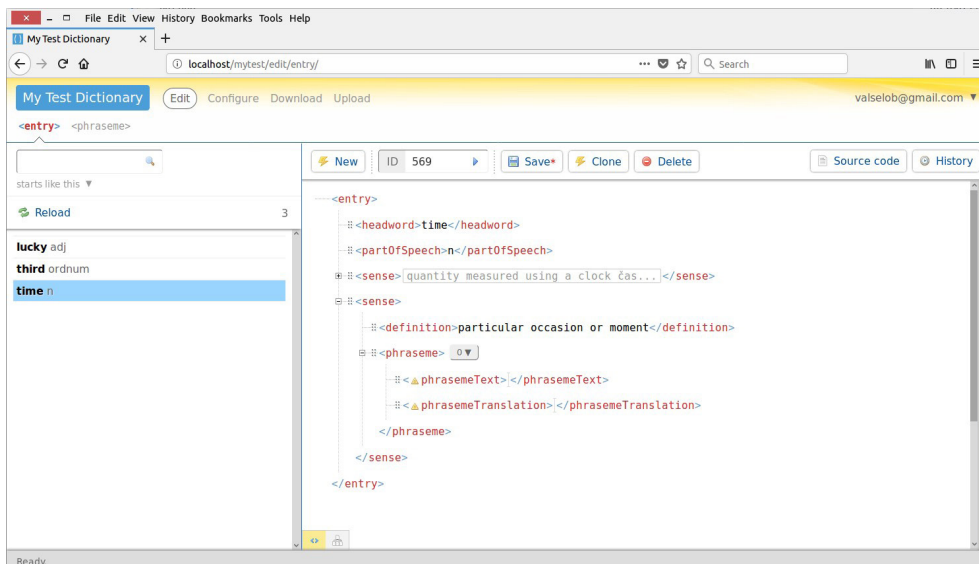 File Edit View History Bookmarks Tools Help
My Test Dictionary
localhost/mytest/edit/entry/
Search
My Test Dictionary Edit Configure Download Upload valselob@gmail.com ▼
<entry> <phraseme>
New ID 569 Save* Clone Delete Source code History
starts like this ▼
Reload 3
lucky adj
third ordnum
time n
<entry>
<headword>time</headword>
<partOfSpeech>n</partOfSpeech>
<sense>quantity measured using a clock čas...</sense>
<sense>
<definition>particular occasion or moment</definition>
<phraseme> 0▼
<phrasemeText></phrasemeText>
<phrasemeTranslation></phrasemeTranslation>
</phraseme>
</sense>
</entry>
Ready